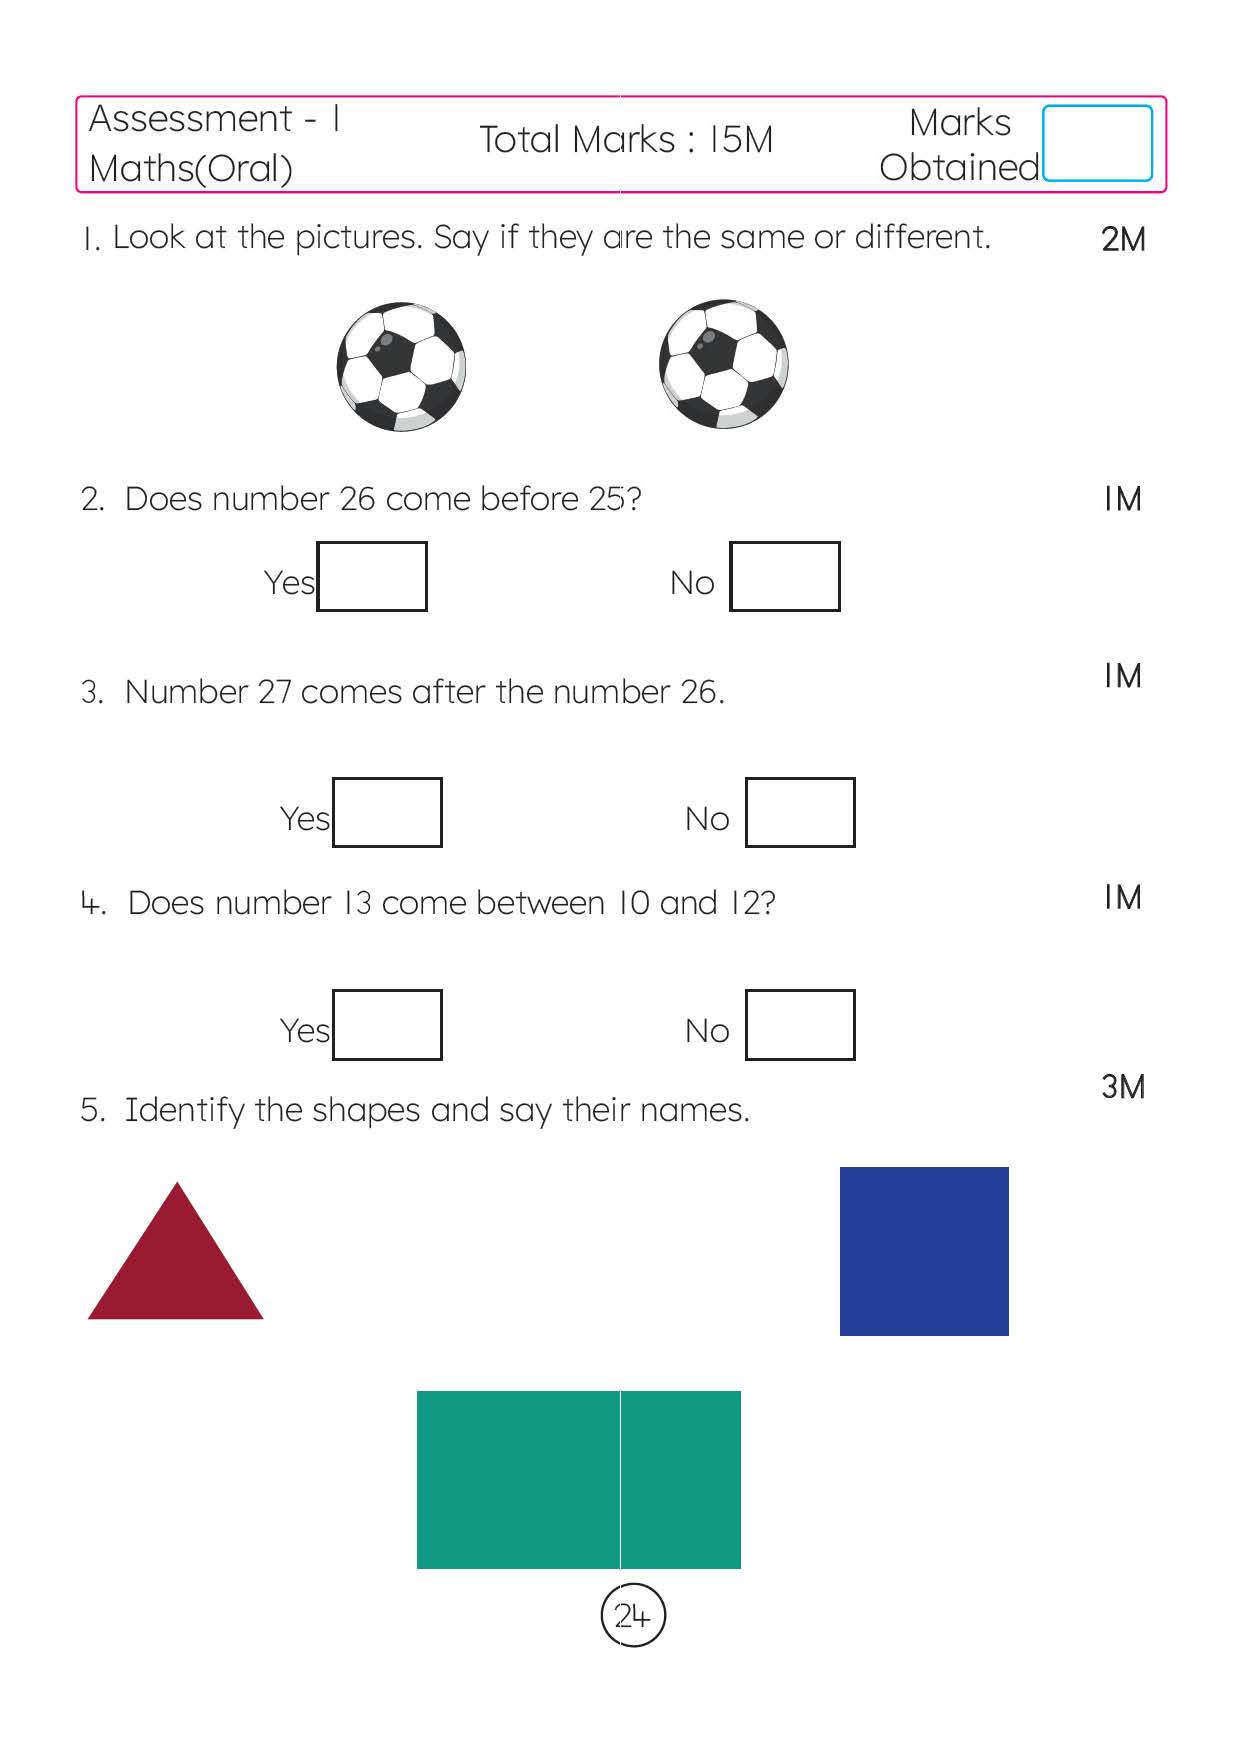 Assessment - 1
Maths(Oral)
Total Marks : 15M
Marks
Obtained
1. Look at the pictures. Say if they are the same or different. 2M
2. Does number 26 come before 25? 1M
Yes No
3. Number 27 comes after the number 26. 1M
Yes No
4. Does number 13 come between 10 and 12? 1M
Yes No
5. Identify the shapes and say their names. 3M
24